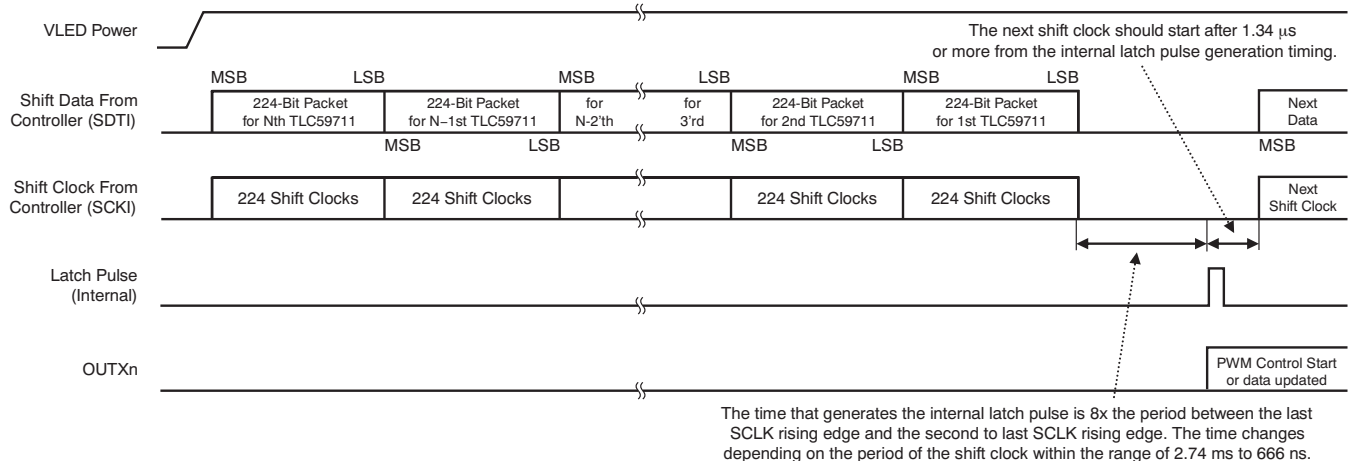 VLED Power
The next shift clock should start after 1.34 μs
or more from the internal latch pulse generation timing.
MSB LSB MSB LSB MSB LSB
Shift Data From
Controller (SDTI)
224-Bit Packet
for Nth TLC59711
224-Bit Packet
for N–1st TLC59711
for
N-2'th
for
3'rd
224-Bit Packet
for 2nd TLC59711
224-Bit Packet
for 1st TLC59711
Next
Data
MSB LSB MSB LSB MSB
Shift Clock From
Controller (SCKI)
224 Shift Clocks
224 Shift Clocks
224 Shift Clocks
224 Shift Clocks
Next
Shift Clock
Latch Pulse
(Internal)
OUTXn
PWM Control Start
or data updated
The time that generates the internal latch pulse is 8x the period between the last
SCLK rising edge and the second to last SCLK rising edge. The time changes
depending on the period of the shift clock within the range of 2.74 ms to 666 ns.